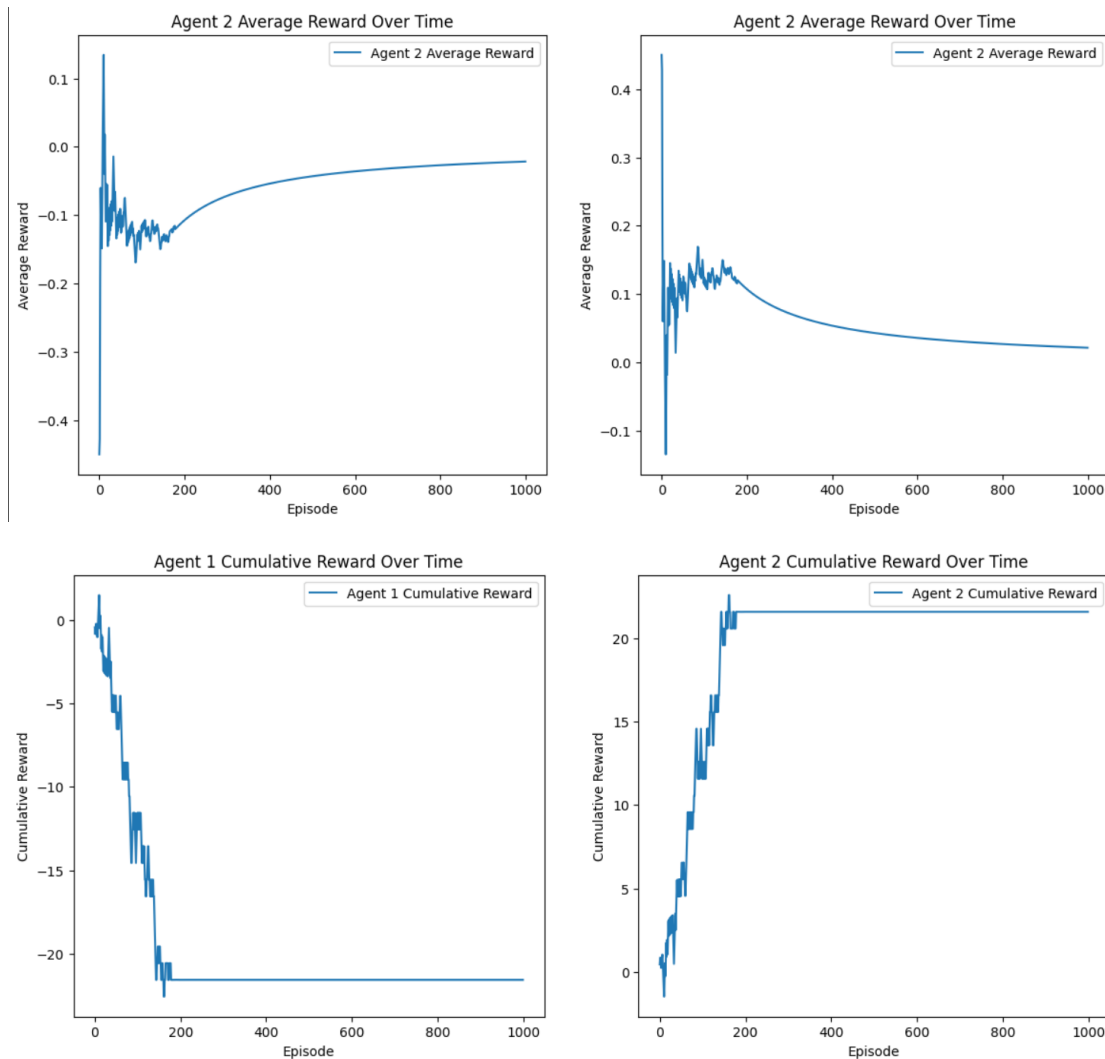 Agent 2 Average Reward Over Time
Agent 2 Average Reward
0.1
0.0
−0.1
−0.2
−0.3
−0.4
Average Reward
0 200 400 600 800 1000
Episode
Agent 2 Average Reward Over Time
Agent 2 Average Reward
0.4
0.3
0.2
0.1
0.0
−0.1
Average Reward
0 200 400 600 800 1000
Episode
Agent 1 Cumulative Reward Over Time
Agent 1 Cumulative Reward
0
−5
−10
−15
−20
Cumulative Reward
0 200 400 600 800 1000
Episode
Agent 2 Cumulative Reward Over Time
Agent 2 Cumulative Reward
20
15
10
5
0
Cumulative Reward
0 200 400 600 800 1000
Episode